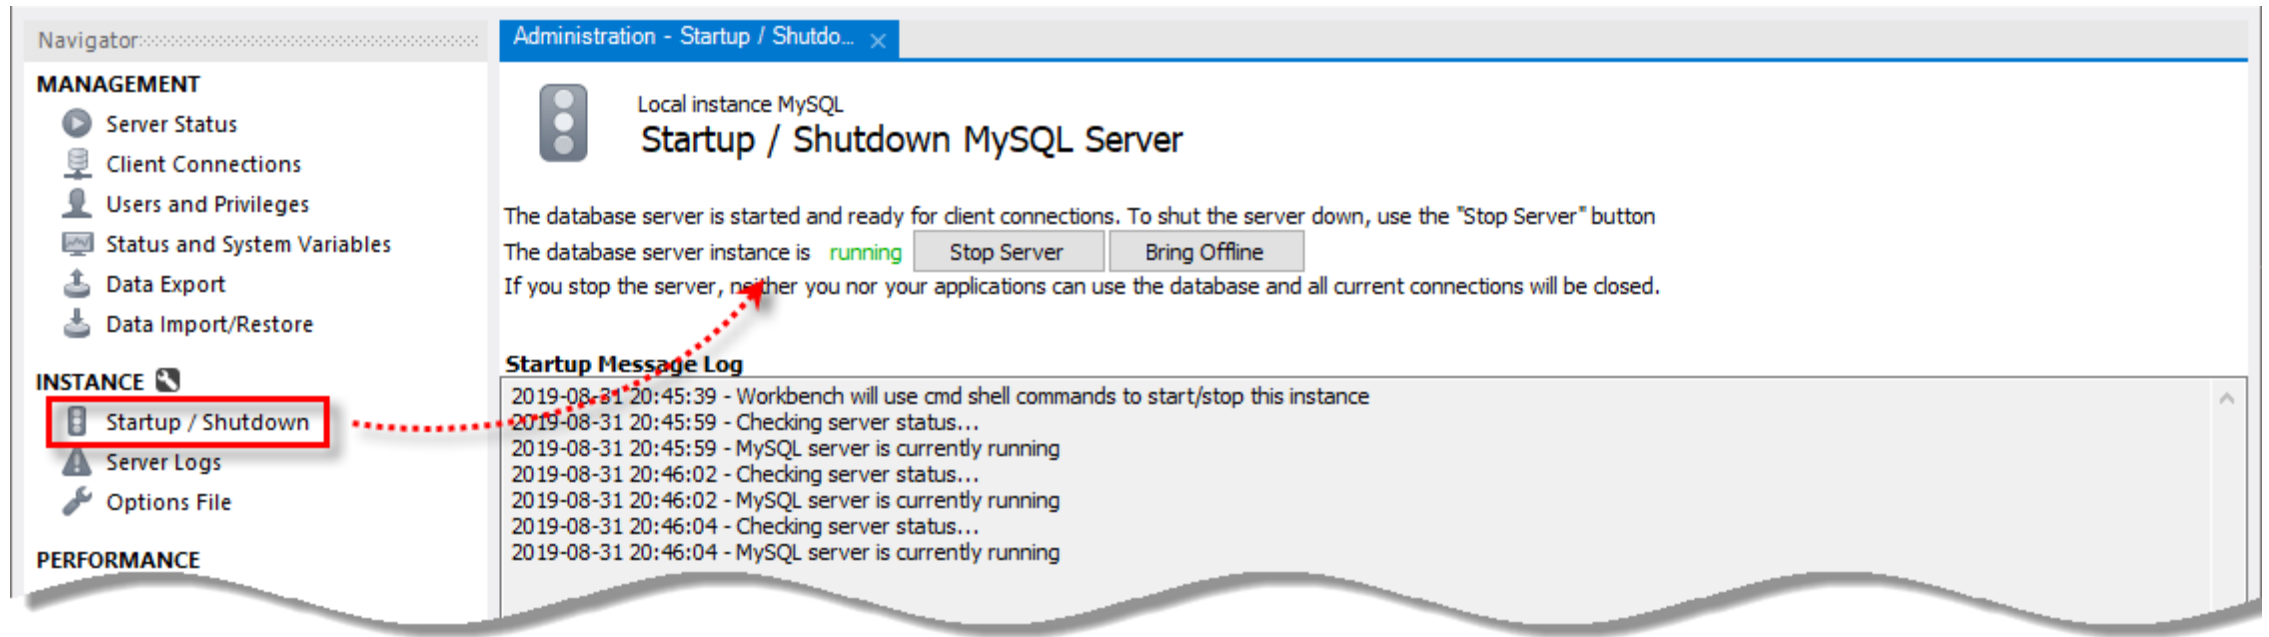 Navigator
MANAGEMENT
Server Status
Client Connections
Users and Privileges
Status and System Variables
Data Export
Data Import/Restore
INSTANCE
Startup / Shutdown
Server Logs
Options File
PERFORMANCE
Administration - Startup / Shutdo...
Local instance MySQL
Startup / Shutdown MySQL Server
The database server is started and ready for client connections. To shut the server down, use the "Stop Server" button
The database server instance is running Stop Server Bring Offline
If you stop the server, neither you nor your applications can use the database and all current connections will be closed.
Startup Message Log
2019-08-31 20:45:39 - Workbench will use cmd shell commands to start/stop this instance
2019-08-31 20:45:59 - Checking server status...
2019-08-31 20:45:59 - MySQL server is currently running
2019-08-31 20:46:02 - Checking server status...
2019-08-31 20:46:02 - MySQL server is currently running
2019-08-31 20:46:04 - Checking server status...
2019-08-31 20:46:04 - MySQL server is currently running